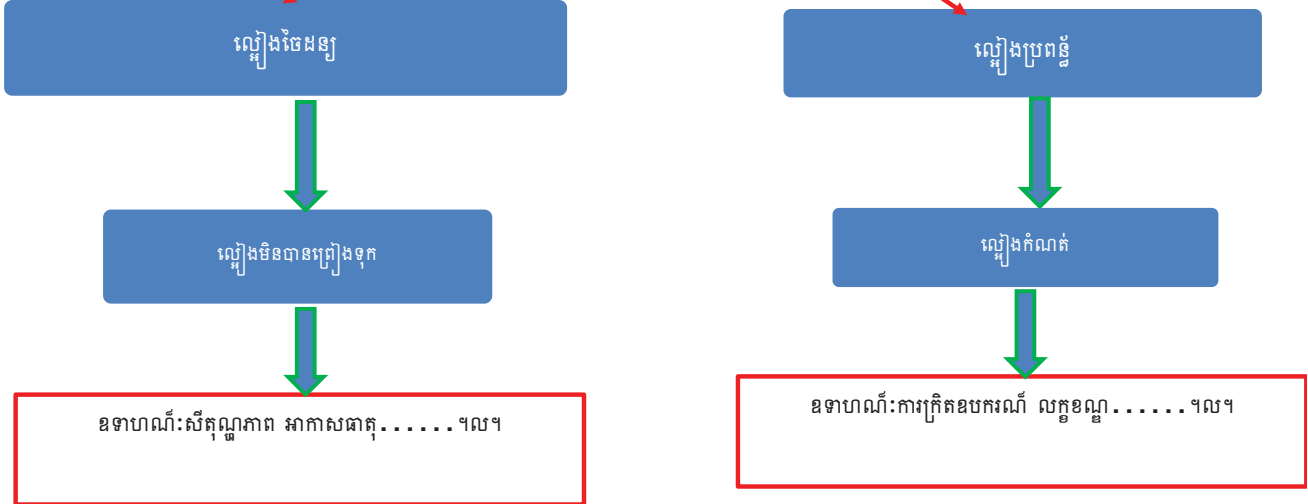 ល្អៀងចៃដន្យ
ល្អៀងប្រពន្ធ័
ល្អៀងមិនបានព្រៀងទុក
ល្អៀងកំណត់
ឧទាហណ៍:សីតុណ្ហភាព អាកាសធាតុ......។ល។
ឧទាហណ៍:ការក្រិតឧបករណ៍ លក្ខខណ្ឌ......។ល។